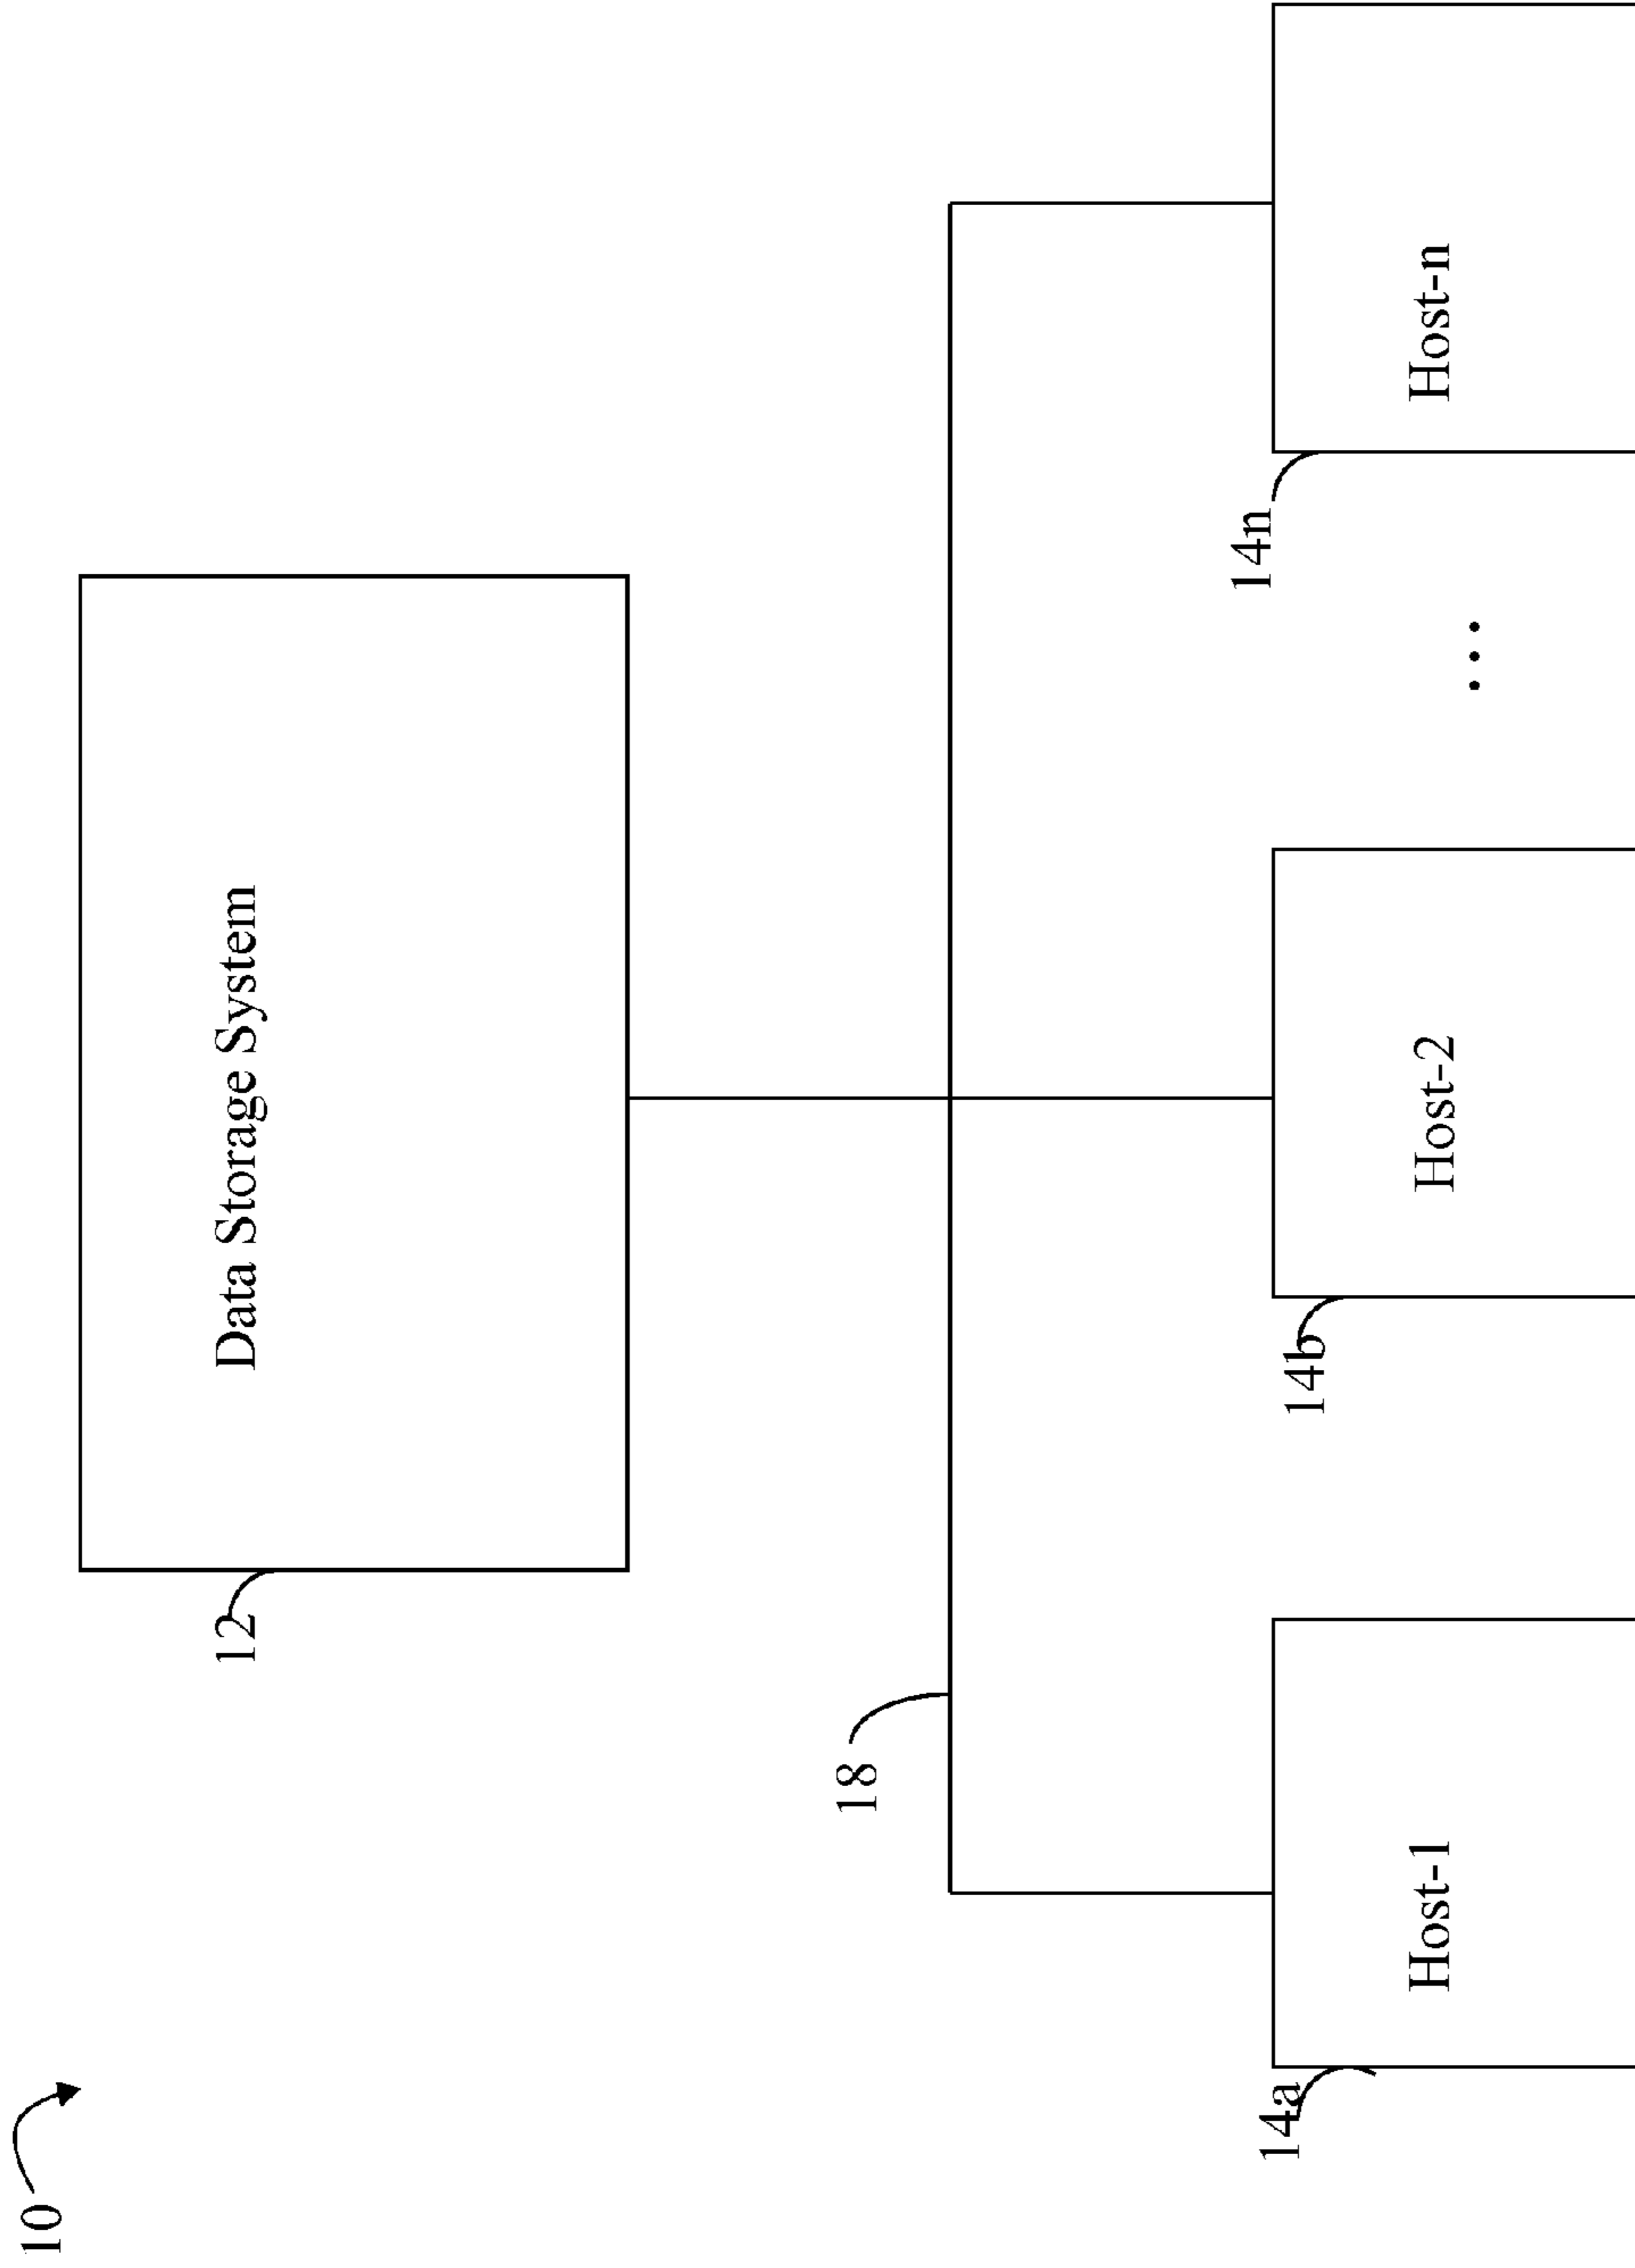 10
Data Storage System
12
18
14a
Host-1
14b
Host-2
...
14n
Host-n